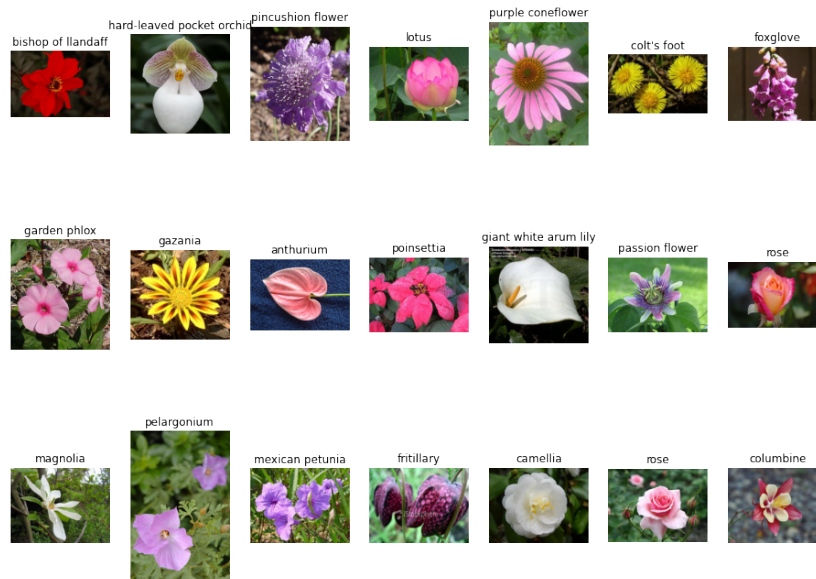 bishop of llandaff
hard-leaved pocket orchid
pincushion flower
lotus
purple coneflower
colt's foot
foxglove
garden phlox
gazania
anthurium
poinsettia
giant white arum lily
passion flower
rose
magnolia
pelargonium
mexican petunia
fritillary
camellia
rose
columbine